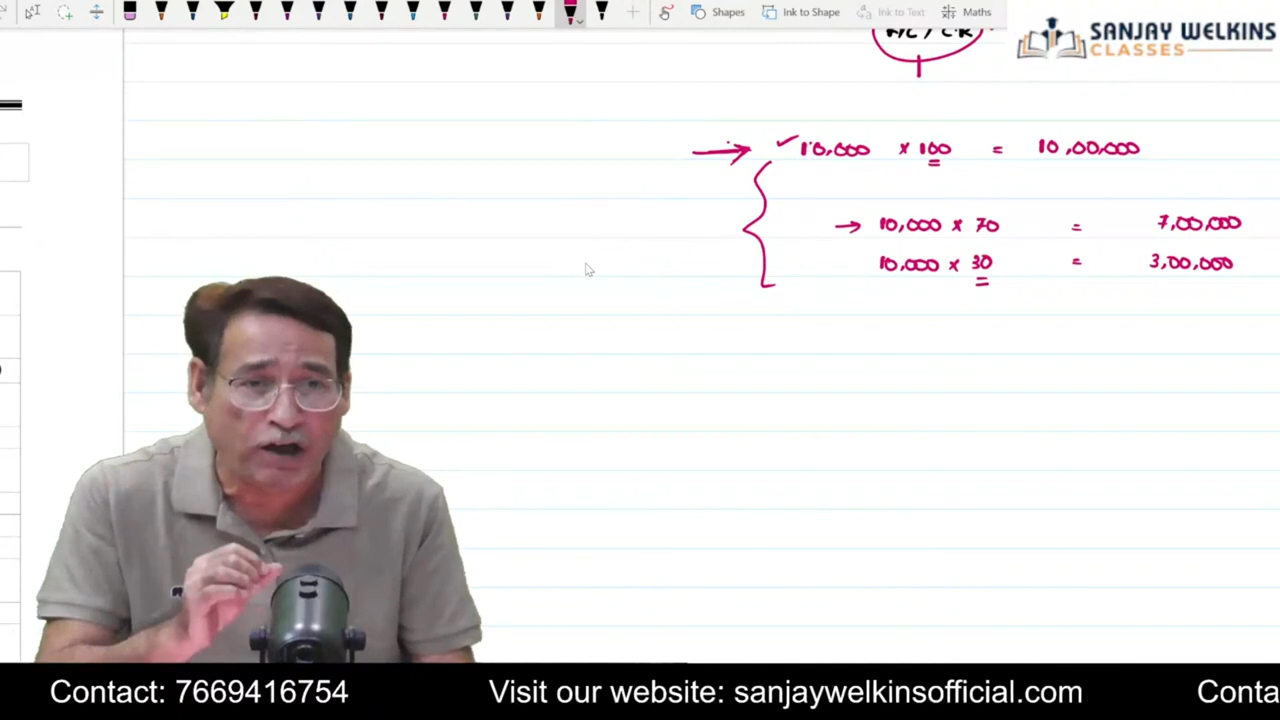 Shapes Ink to Shape Ink to Text Maths
SANJAY WELKINS
CLASSES
A/C / CR
10,000 × 100 = 10,00,000
10,000 × 70 = 7,00,000
10,000 × 30 = 3,00,000
Contact: 7669416754 Visit our website: sanjaywelkinsofficial.com Conta